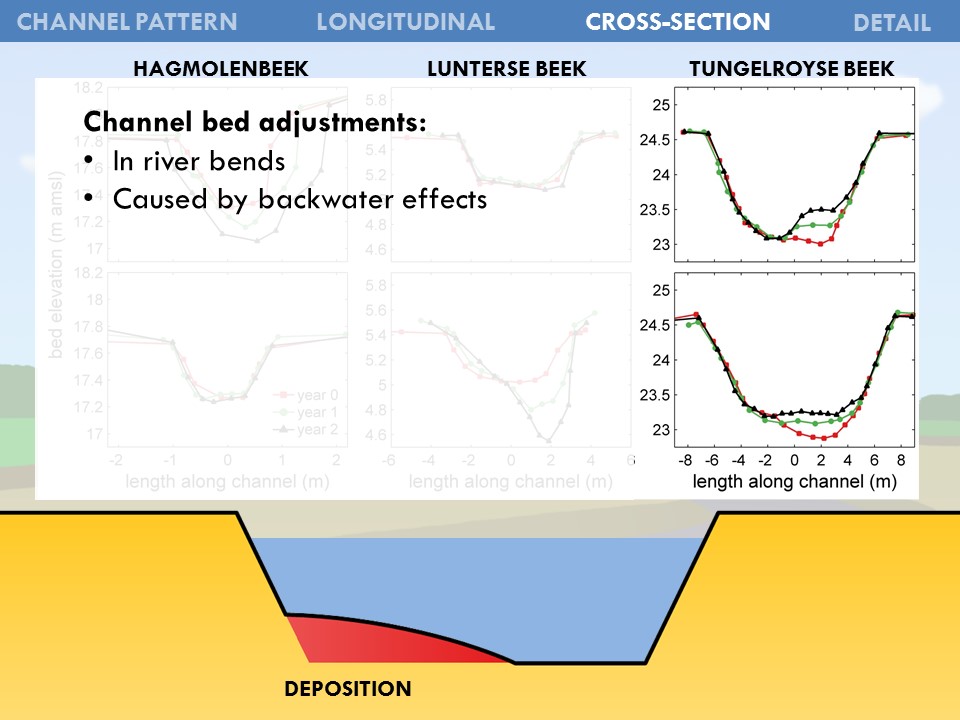 CHANNEL PATTERN LONGITUDINAL CROSS-SECTION DETAIL
HAGMOLENBEEK LUNTERSE BEEK TUNGELROYSE BEEK
Channel bed adjustments:
• In river bends
• Caused by backwater effects
bed elevation (m amsl)
18.2
17.8
17.6
17.4
17.2
17
5.8
5.4
5.2
4.8
4.6
25
24.5
24
23.5
23
18.2
18
17.8
17.6
17.4
17.2
17
5.8
5.6
5.4
5.2
5
4.8
4.6
25
24.5
24
23.5
23
year 0
year 1
year 2
-2 -1 0 1 2
-6 -4 -2 0 2 4 6
-8 -6 -4 -2 0 2 4 6 8
length along channel (m) length along channel (m) length along channel (m)
DEPOSITION